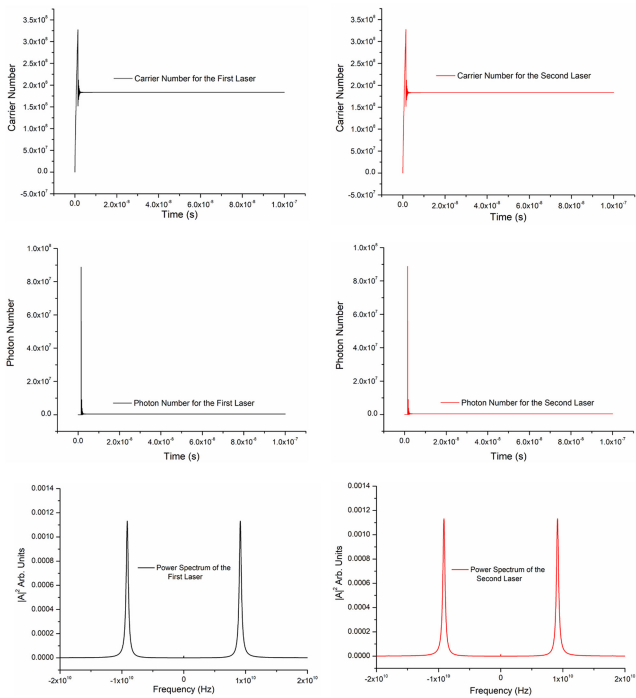 3.5x10⁸
3.0x10⁸
2.5x10⁸
2.0x10⁸
1.5x10⁸
1.0x10⁸
5.0x10⁷
0.0
-5.0x10⁷
Carrier Number
Carrier Number for the First Laser
0.0 2.0x10⁻⁸ 4.0x10⁻⁸ 6.0x10⁻⁸ 8.0x10⁻⁸ 1.0x10⁻⁷
Time (s)
3.5x10⁸
3.0x10⁸
2.5x10⁸
2.0x10⁸
1.5x10⁸
1.0x10⁸
5.0x10⁷
0.0
-5.0x10⁷
Carrier Number
Carrier Number for the Second Laser
0.0 2.0x10⁻⁸ 4.0x10⁻⁸ 6.0x10⁻⁸ 8.0x10⁻⁸ 1.0x10⁻⁷
Time (s)
1.0x10⁸
8.0x10⁷
6.0x10⁷
4.0x10⁷
2.0x10⁷
0.0
Photon Number
Photon Number for the First Laser
0.0 2.0x10⁻⁸ 4.0x10⁻⁸ 6.0x10⁻⁸ 8.0x10⁻⁸ 1.0x10⁻⁷
Time (s)
1.0x10⁸
8.0x10⁷
6.0x10⁷
4.0x10⁷
2.0x10⁷
0.0
Photon Number
Photon Number for the Second Laser
0.0 2.0x10⁻⁸ 4.0x10⁻⁸ 6.0x10⁻⁸ 8.0x10⁻⁸ 1.0x10⁻⁷
Time (s)
0.0014
0.0012
0.0010
0.0008
0.0006
0.0004
0.0002
0.0000
|A|² Arb. Units
Power Spectrum of the
First Laser
-2x10¹⁰ -1x10¹⁰ 0 1x10¹⁰ 2x10¹⁰
Frequency (Hz)
0.0014
0.0012
0.0010
0.0008
0.0006
0.0004
0.0002
0.0000
|A|² Arb. Units
Power Spectrum of the
Second Laser
-2x10¹⁰ -1x10¹⁰ 0 1x10¹⁰ 2x10¹⁰
Frequency (Hz)